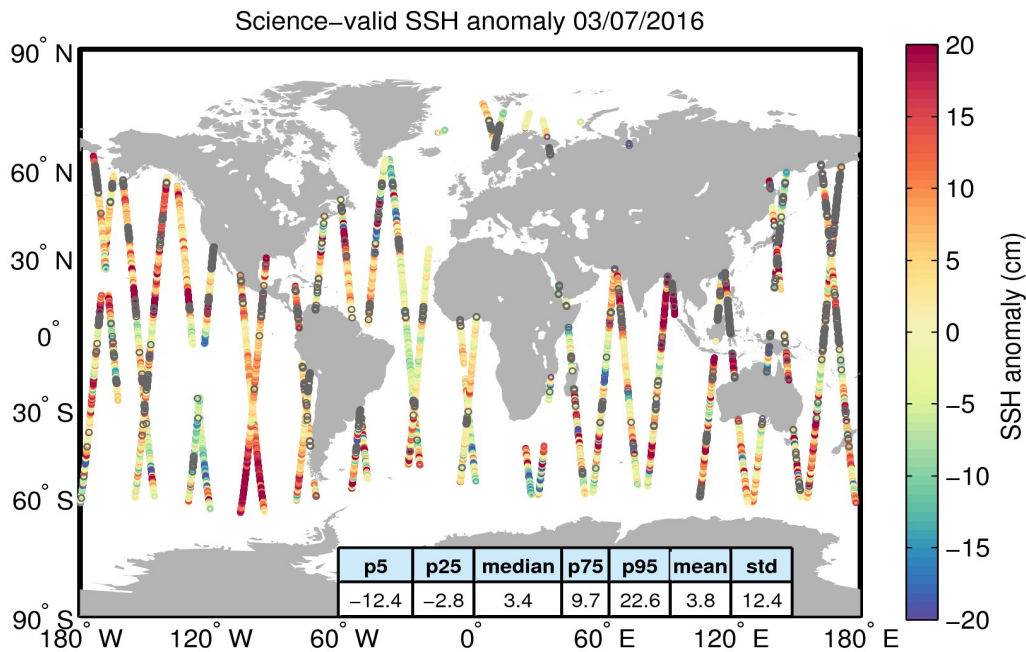 Science−valid SSH anomaly 03/07/2016
90° N
60° N
30° N
0°
30° S
60° S
90° S
180° W
120° W
60° W
0°
60° E
120° E
180° E
p5 p25 median p75 p95 mean std
−12.4 −2.8 3.4 9.7 22.6 3.8 12.4
20
15
10
5
0
−5
−10
−15
−20
SSH anomaly (cm)